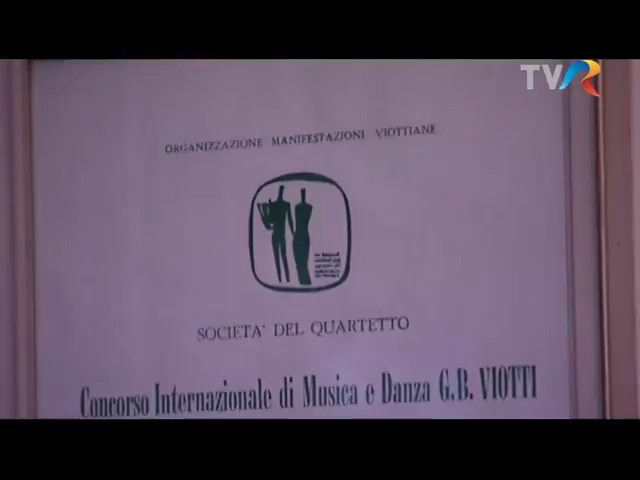 TVR
ORGANIZZAZIONE MANIFESTAZIONI VIOTTIANE
SOCIETA' DEL QUARTETTO
Concorso Internazionale di Musica e Danza G.B. VIOTTI